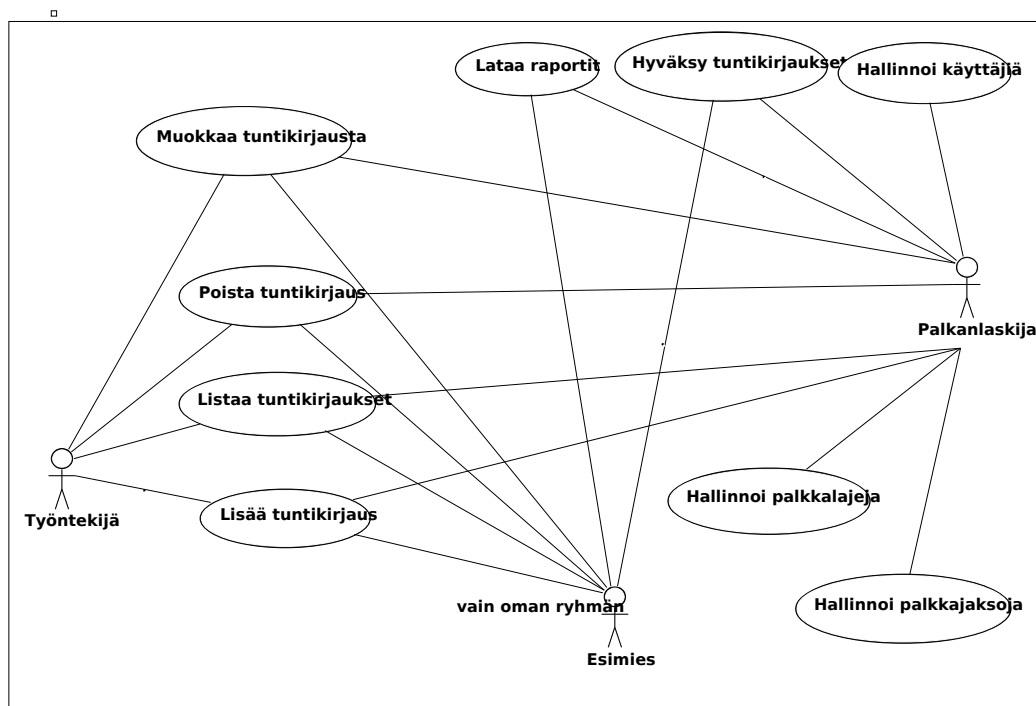 Lataa raportit
Hyväksy tuntikirjaukset
Hallinnoi käyttäjiä
Muokkaa tuntikirjausta
Poista tuntikirjaus
Palkanlaskija
Listaa tuntikirjaukset
Hallinnoi palkkalajeja
Lisää tuntikirjaus
Työntekijä
vain oman ryhmän
Hallinnoi palkkajaksoja
Esimies